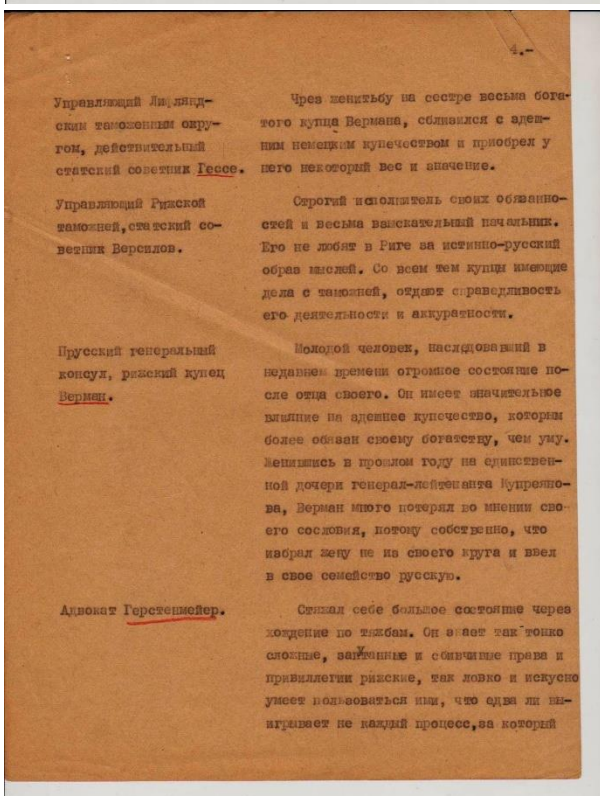 4.-
Управляющий Лифлянд-
ским таможенным окру-
гом, действительный
статский советник Гессе.
Чрез женитьбу на сестре весьма бога-
того купца Вермана, сблизился с здеш-
ним немецким купечеством и приобрел у
него некоторый вес и значение.
Управляющий Рижской
таможней, статский со-
ветник Версилов.
Строгий исполнитель своих обязанно-
стей и весьма взыскательный начальник.
Его не любят в Риге за истинно-русский
образ мыслей. Со всем тем купцы имеющие
дела с таможней, отдают справедливость
его деятельности и аккуратности.
Прусский генеральный
консул, рижский купец
Верман.
Молодой человек, наследовавший в
недавнем времени огромное состояние по-
сле отца своего. Он имеет значительное
влияние на здешнее купечество, которым
более обязан своему богатству, чем уму.
Женившись в прошлом году на единствен-
ной дочери генерал-лейтенанта Купреяно-
ва, Верман много потерял во мнении сво-
его сословия, потому собственно, что
избрал жену не из своего круга и ввел
в свое семейство русскую.
Адвокат Герстенмейер.
Стяжал себе большое состояние через
хождение по тяжбам. Он знает так тонко
сложные, запутанные и сбивчивые права и
привиллегии рижские, так ловко и искусно
умеет пользоваться ими, что едва ли вы-
игрывает не каждый процесс, за который